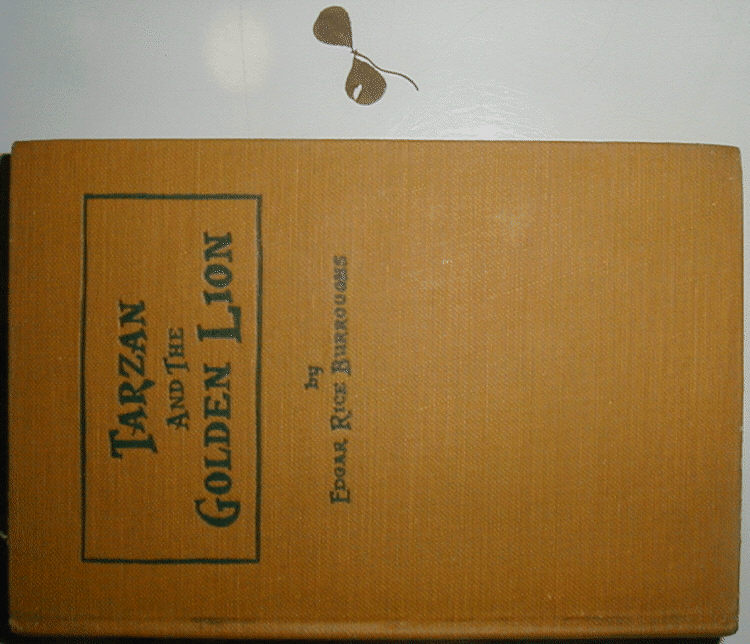 TARZAN
AND THE
GOLDEN LION
by
EDGAR RICE BURROUGHS